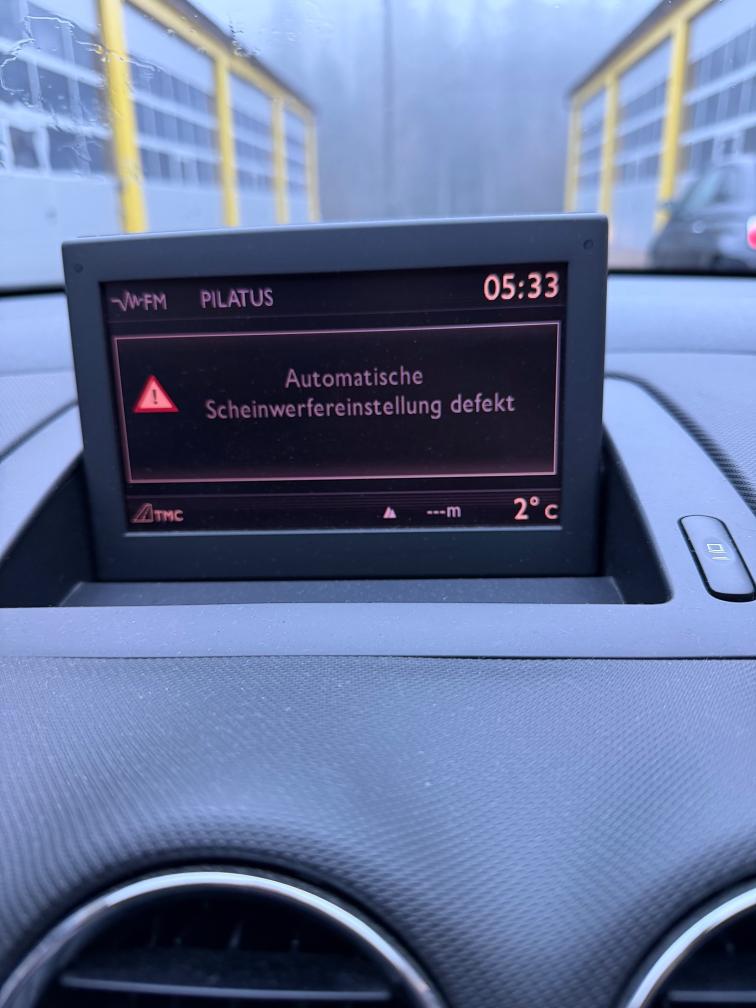 FM PILATUS 05:33
Automatische
Scheinwerfereinstellung defekt
TMC ---m 2° C